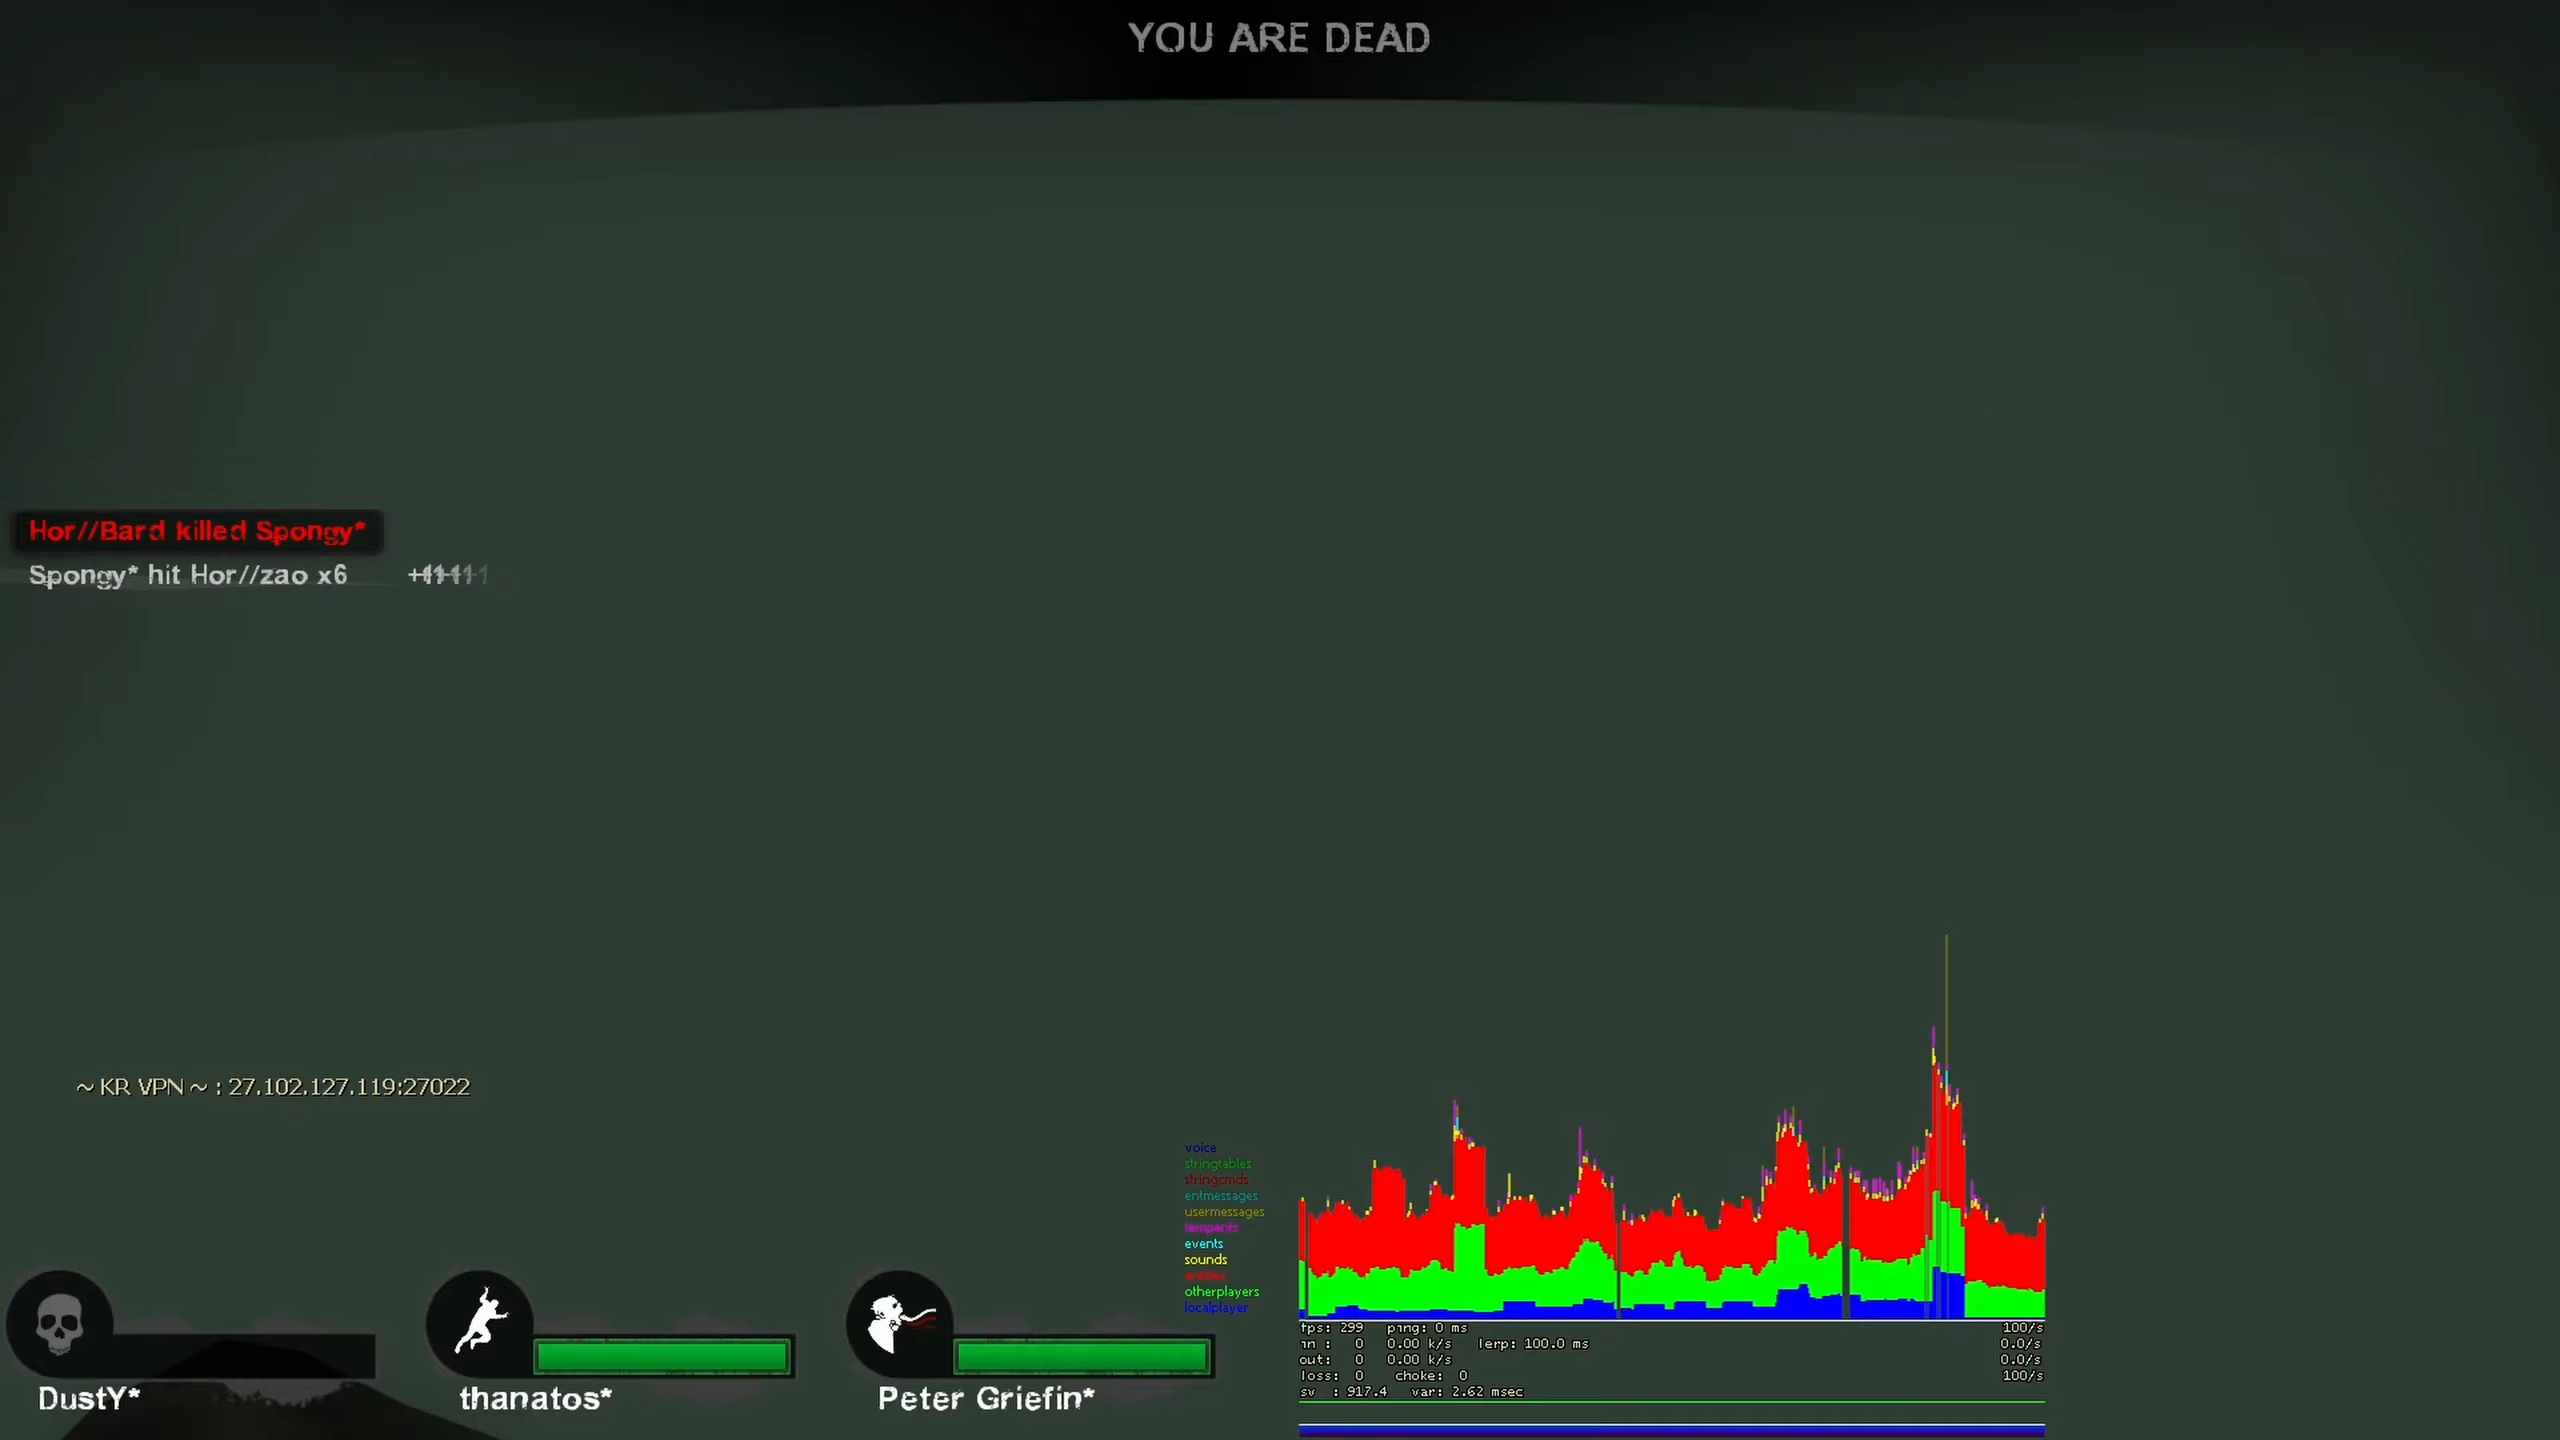 YOU ARE DEAD
Hor//Bard killed Spongy*
Spongy* hit Hor//zao x6
~ KR VPN ~ : 27.102.127.119:27022
voice
stringtables
stringcmds
entmessages
usermessages
tempents
events
sounds
entities
otherplayers
localplayer
fps: 299 ping: 0 ms 100/s
in : 0 0.00 k/s lerp: 100.0 ms 0.0/s
out: 0 0.00 k/s 0.0/s
loss: 0 choke: 0 100/s
sv : 917.4 var: 2.62 msec
DustY*
thanatos*
Peter Griefin*